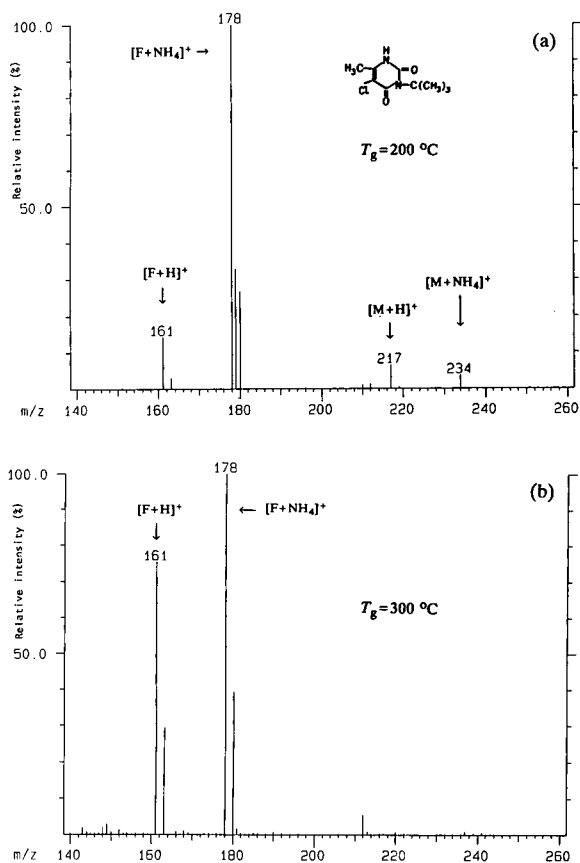 (a)
178
[F+NH₄]⁺ →
100.0
50.0
Relative intensity (%)
H
N
H₃C
O
Cl
N-C(CH₃)₃
O
Tg=200 °C
[F+H]⁺
↓
161
[M+H]⁺
↓
217
[M+NH₄]⁺
↓
234
m/z
140 160 180 200 220 240 260
(b)
178
100.0
50.0
Relative intensity (%)
[F+H]⁺
↓
161
← [F+NH₄]⁺
Tg=300 °C
m/z
140 160 180 200 220 240 260